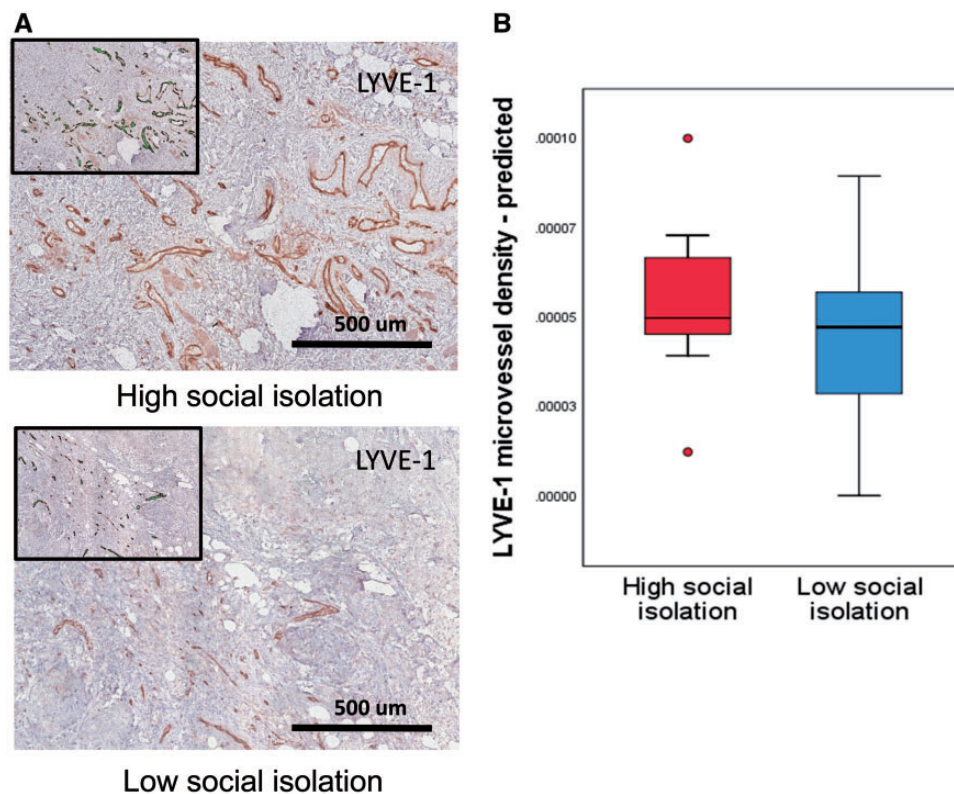 A
LYVE-1
500 um
High social isolation
LYVE-1
500 um
Low social isolation
B
LYVE-1 microvessel density - predicted
.00010
.00007
.00005
.00003
.00000
High social
isolation
Low social
isolation